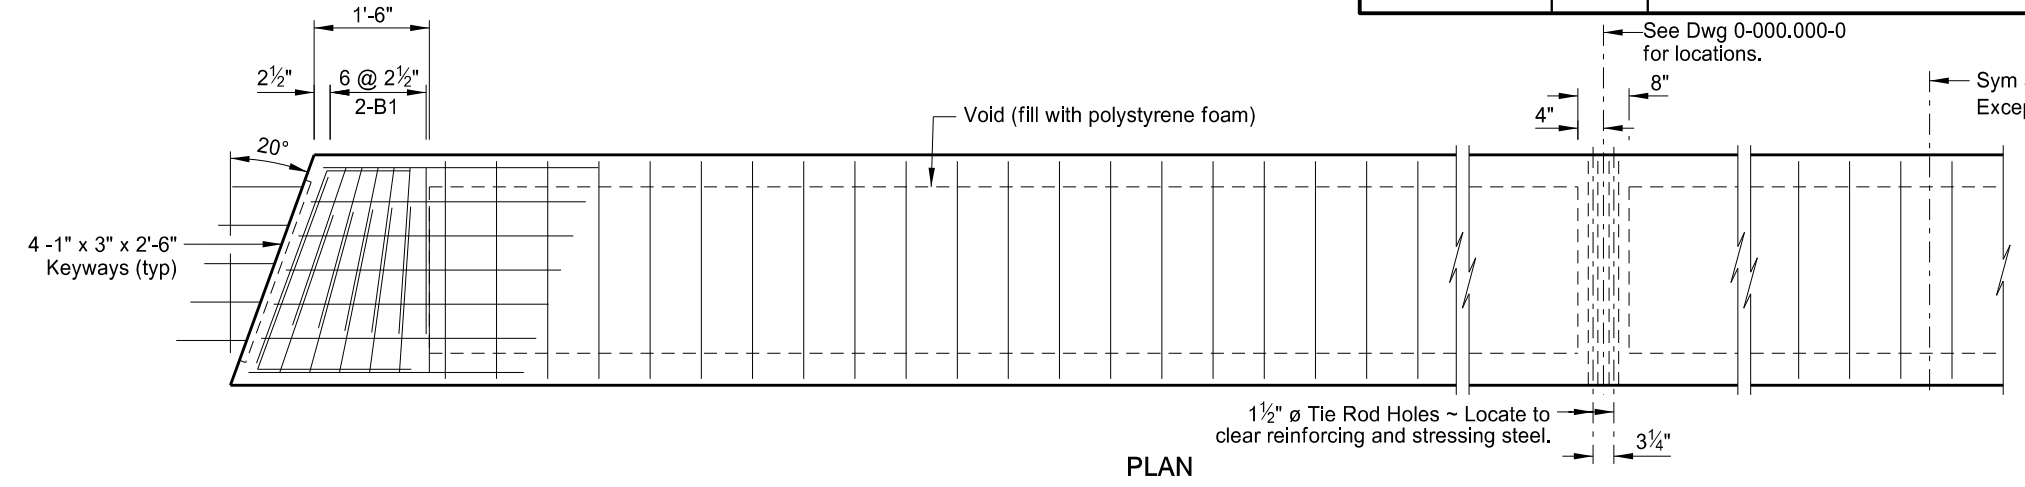 1'-6"
See Dwg 0-000.000-0
for locations.
2½"
6 @ 2½"
2-B1
8"
Sym
Excep
4"
Void (fill with polystyrene foam)
20°
4 -1" x 3" x 2'-6"
Keyways (typ)
1½" ø Tie Rod Holes ~ Locate to
clear reinforcing and stressing steel.
3¼"
PLAN